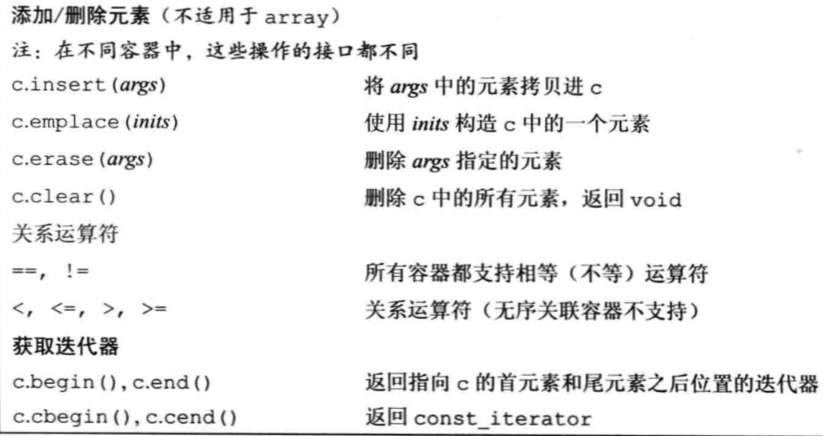 添加/删除元素（不适用于 array）
注：在不同容器中，这些操作的接口都不同
c.insert(args) 将 args 中的元素拷贝进 c
c.emplace(inits) 使用 inits 构造 c 中的一个元素
c.erase(args) 删除 args 指定的元素
c.clear() 删除 c 中的所有元素，返回 void
关系运算符
==, != 所有容器都支持相等（不等）运算符
<, <=, >, >= 关系运算符（无序关联容器不支持）
获取迭代器
c.begin(),c.end() 返回指向 c 的首元素和尾元素之后位置的迭代器
c.cbegin(),c.cend() 返回 const_iterator